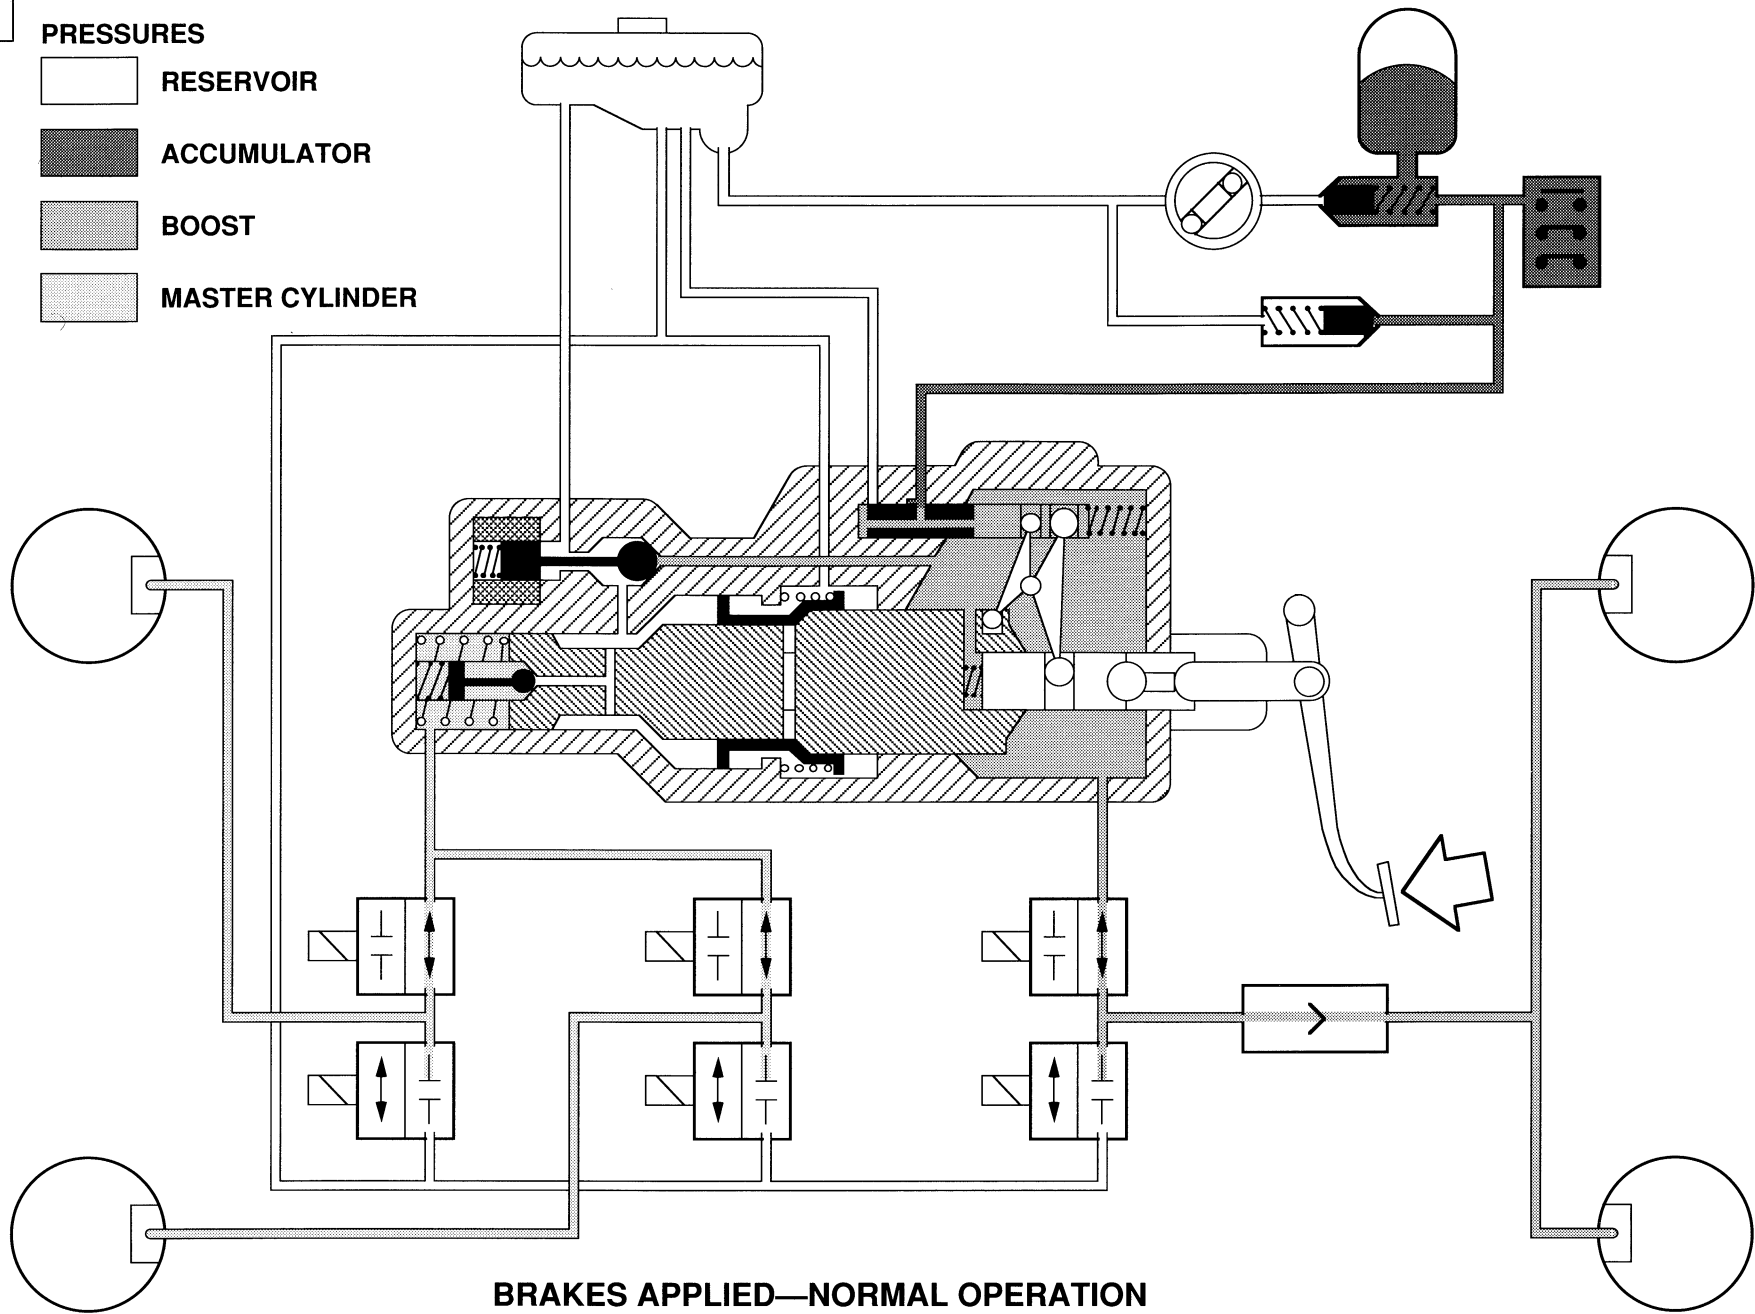 PRESSURES
RESERVOIR
ACCUMULATOR
BOOST
MASTER CYLINDER
BRAKES APPLIED—NORMAL OPERATION